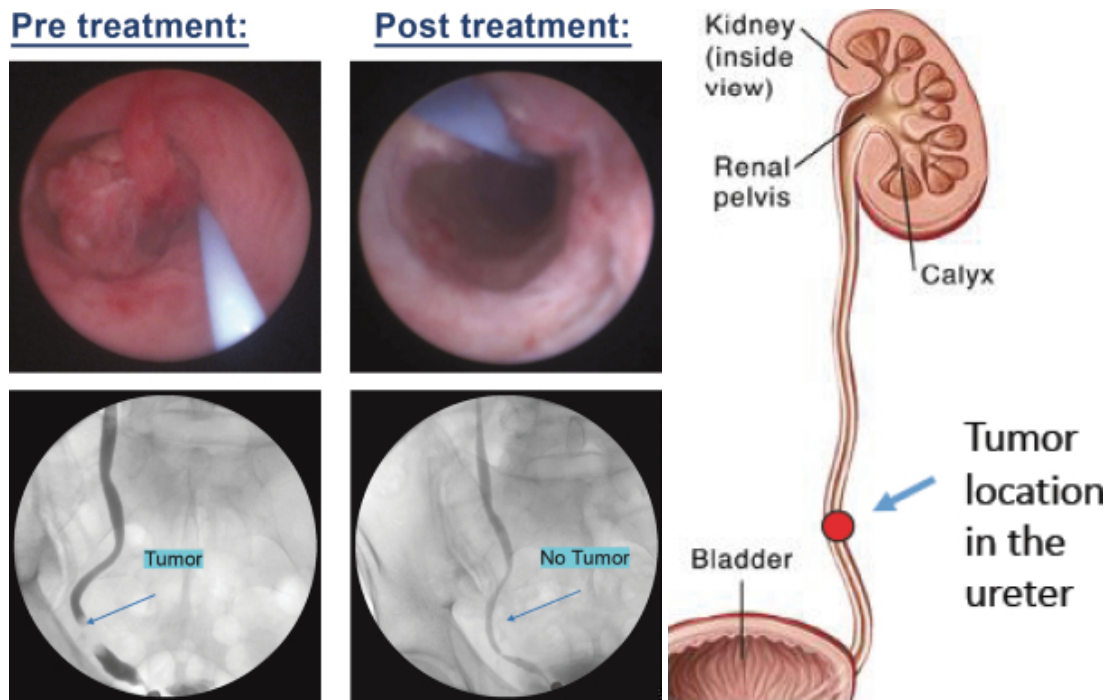 Pre treatment:
Post treatment:
Tumor
No Tumor
Kidney
(inside
view)
Renal
pelvis
Calyx
Tumor
location
in the
ureter
Bladder